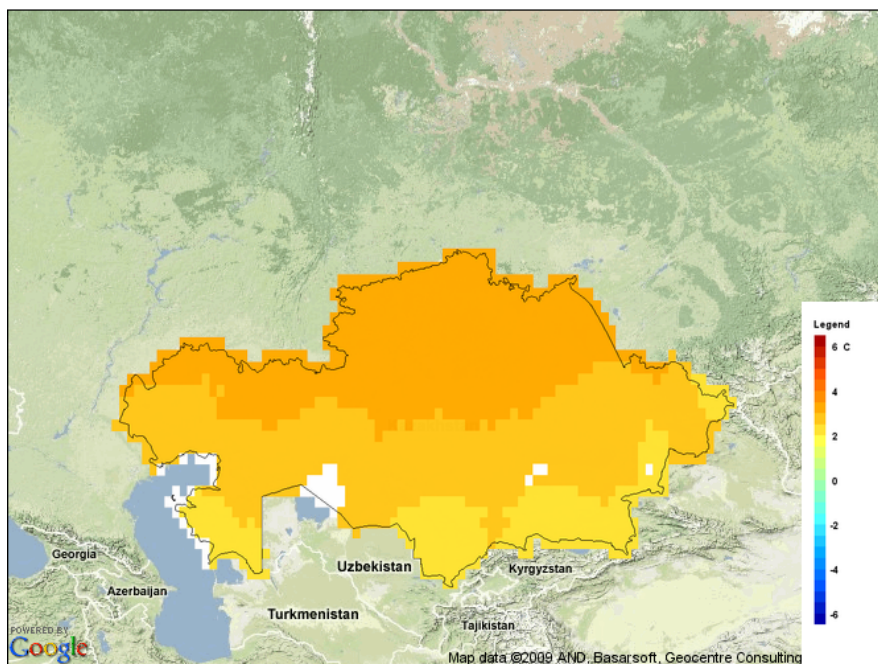 Legend
6 C
4
2
0
-2
-4
-6
Georgia
Azerbaijan
Uzbekistan
Kyrgyzstan
Turkmenistan
Tajikistan
POWERED BY
Google
Map data ©2009 AND, Basarsoft, Geocentre Consulting